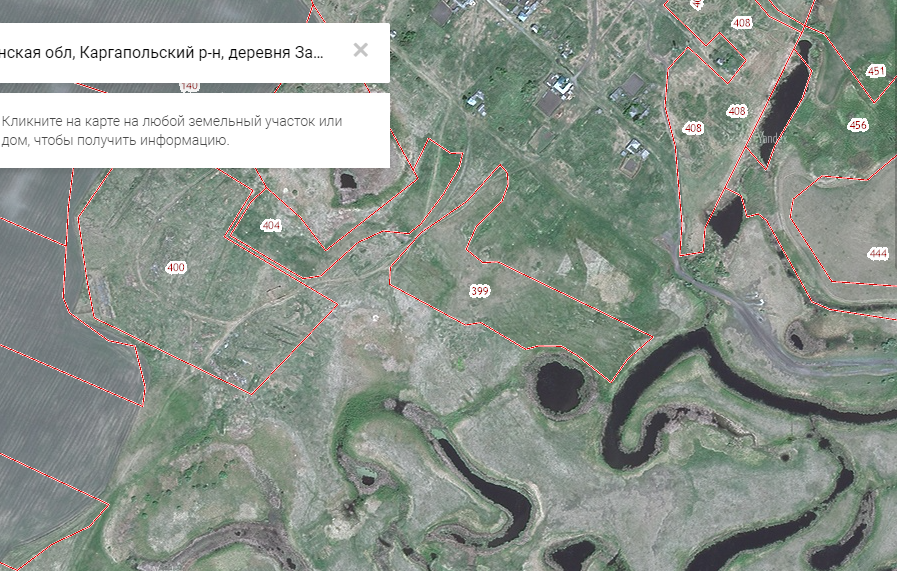 408
нская обл, Каргапольский р-н, деревня За...
×
451
140
408
Кликните на карте на любой земельный участок или
дом, чтобы получить информацию.
456
408
Yandex
404
444
400
399